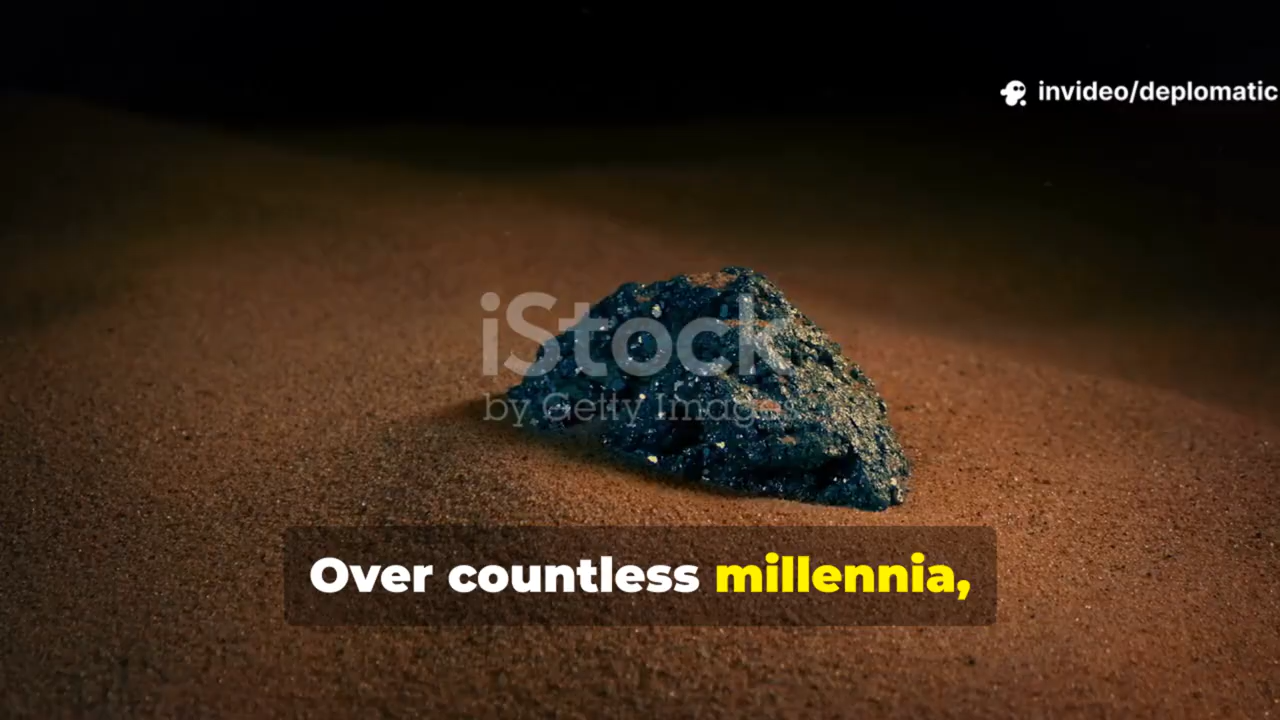 invideo/deplomatic
iStock
by Getty Images
Over countless millennia,